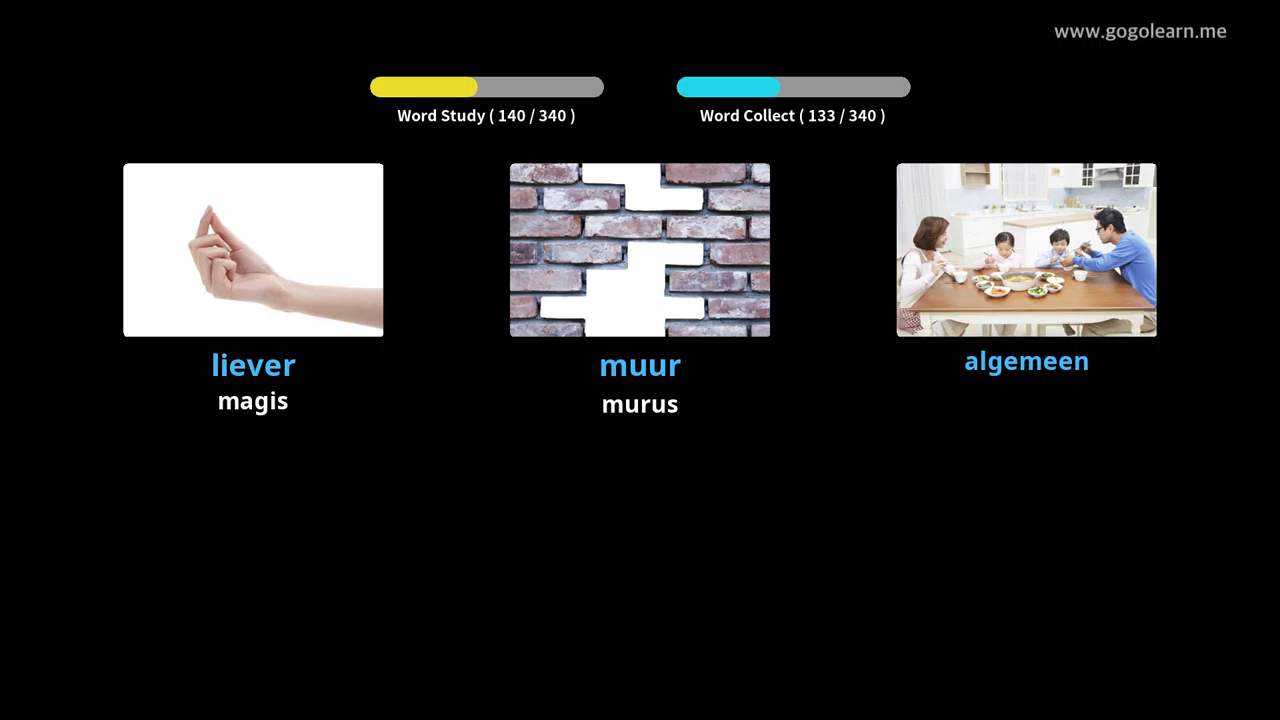 www.gogolearn.me
Word Study ( 140 / 340 )
Word Collect ( 133 / 340 )
liever
magis
muur
murus
algemeen